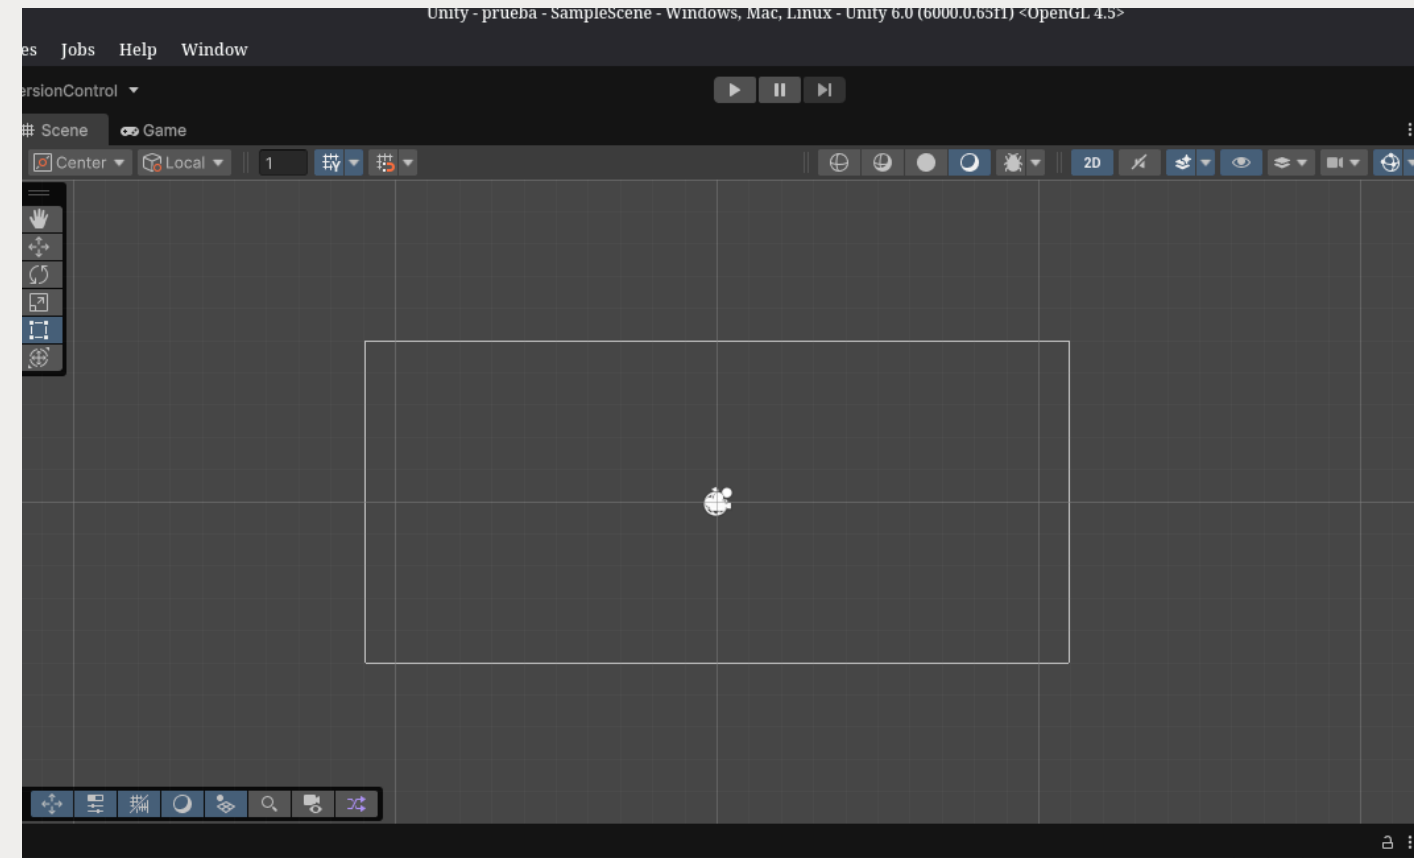 Unity - prueba - SampleScene - Windows, Mac, Linux - Unity 6.0 (6000.0.65f1) <OpenGL 4.5>
es Jobs Help Window
ersionControl
Scene Game
Center Local 1 2D